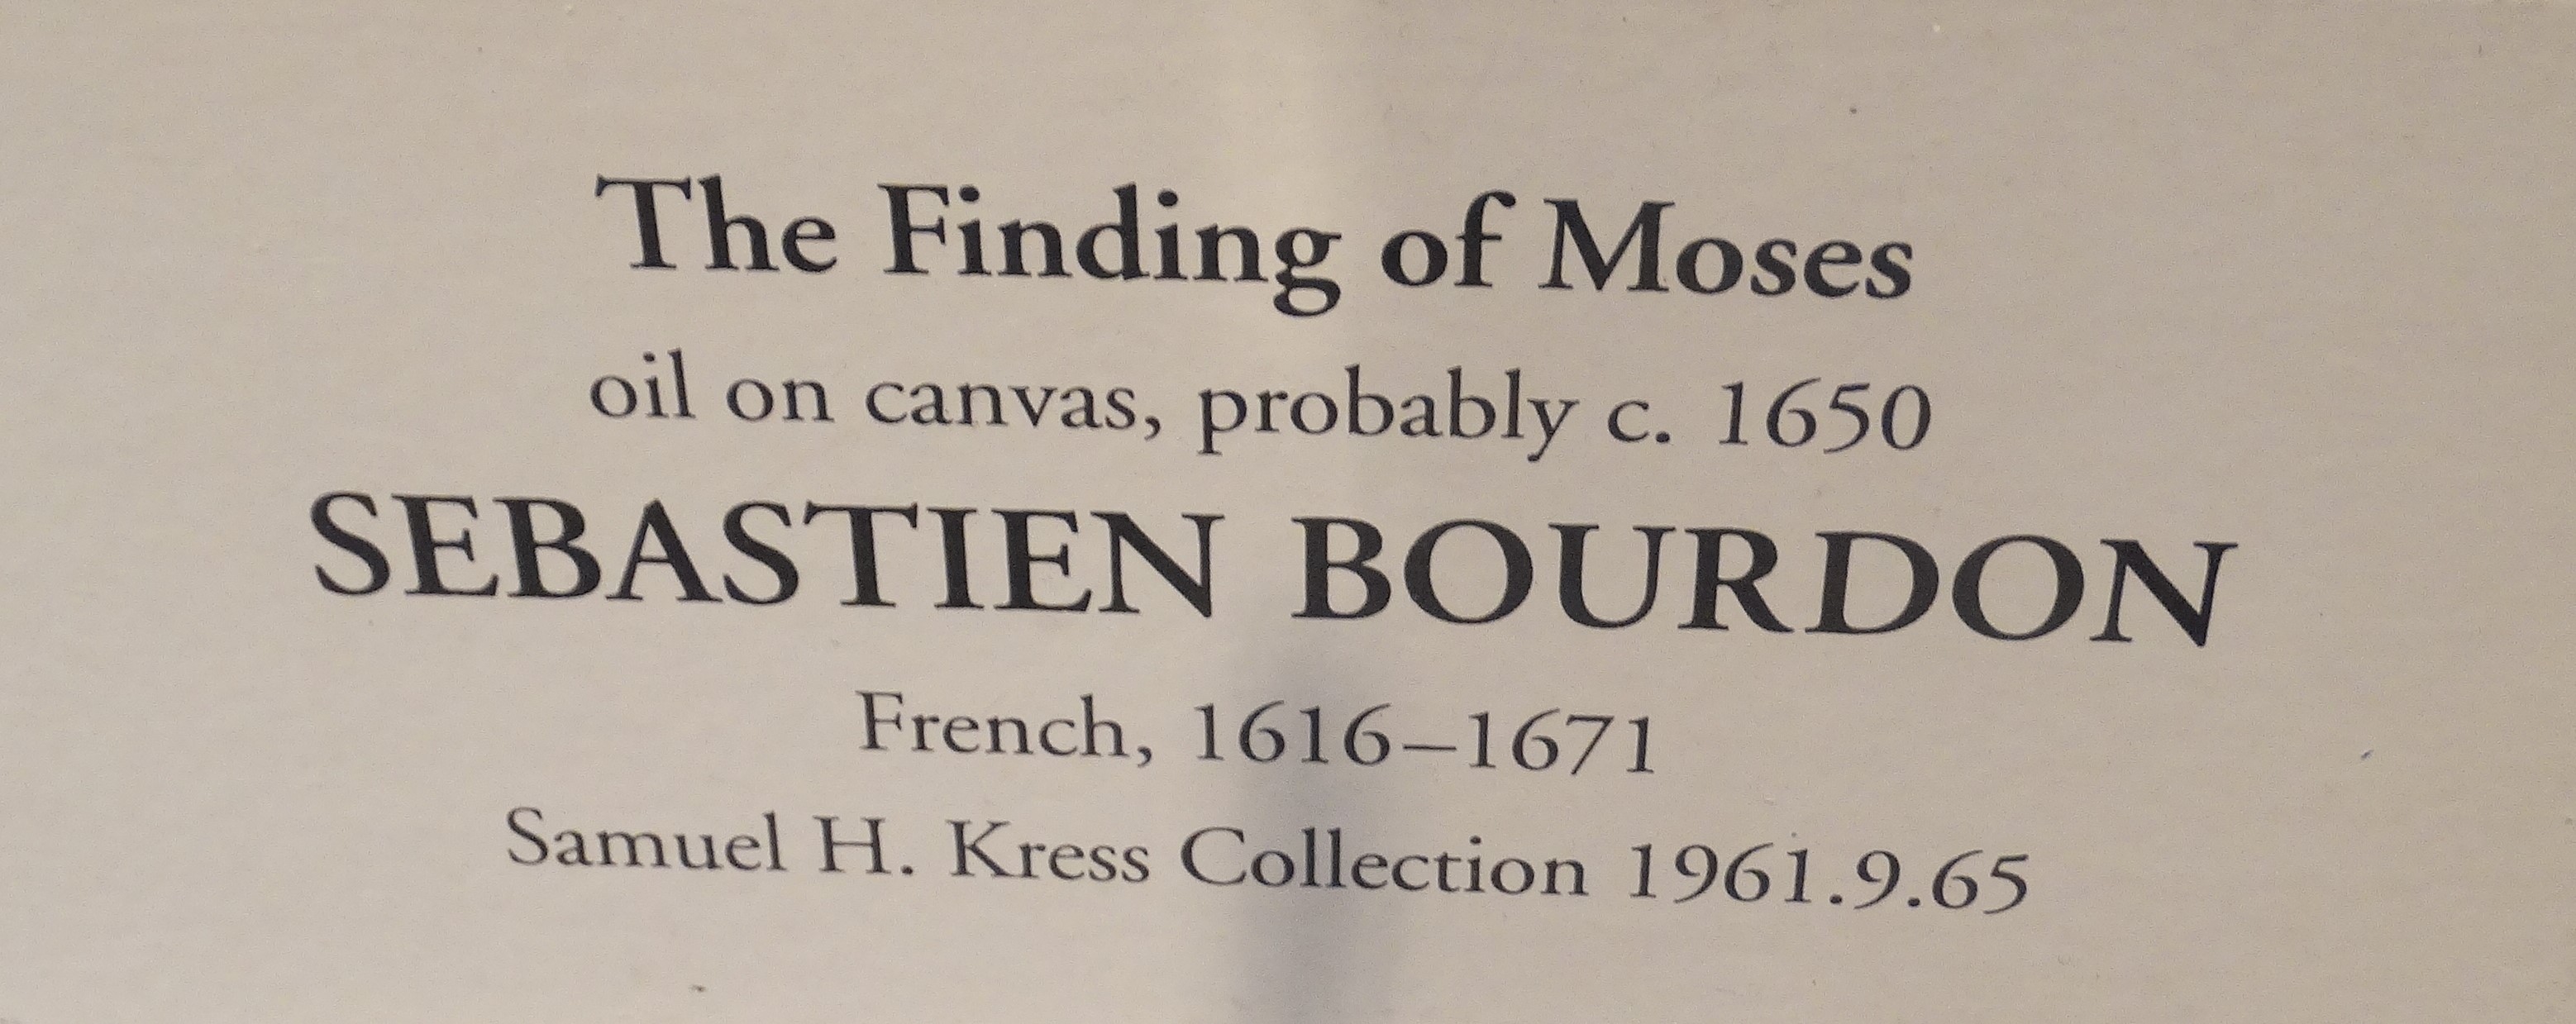 The Finding of Moses
oil on canvas, probably c. 1650
SEBASTIEN BOURDON
French, 1616–1671
Samuel H. Kress Collection 1961.9.65